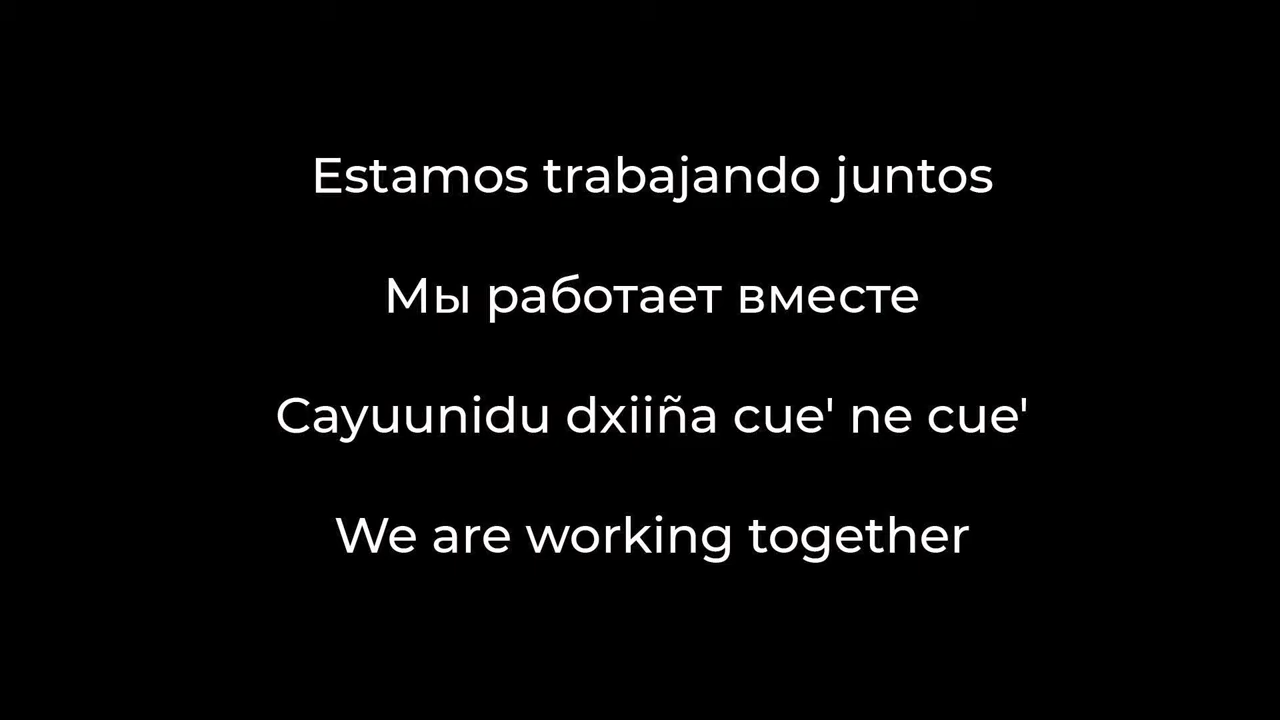 Estamos trabajando juntos
Мы работает вместе
Cayuunidu dxiiña cue' ne cue'
We are working together